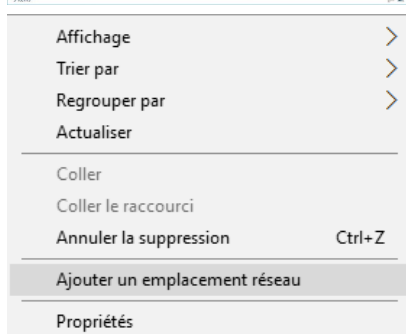 Affichage
Trier par
Regrouper par
Actualiser
Coller
Coller le raccourci
Annuler la suppression Ctrl+Z
Ajouter un emplacement réseau
Propriétés